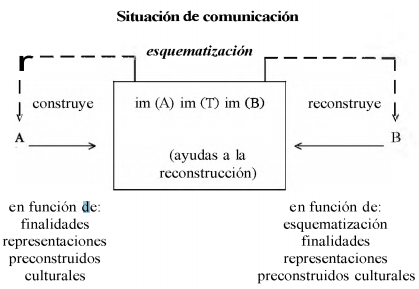 Situación de comunicación
esquematización
construye
im (A) im (T) im (B)
reconstruye
A
B
(ayudas a la
reconstrucción)
en función de:
finalidades
representaciones
preconstruidos
culturales
en función de:
esquematización
finalidades
representaciones
preconstruidos culturales